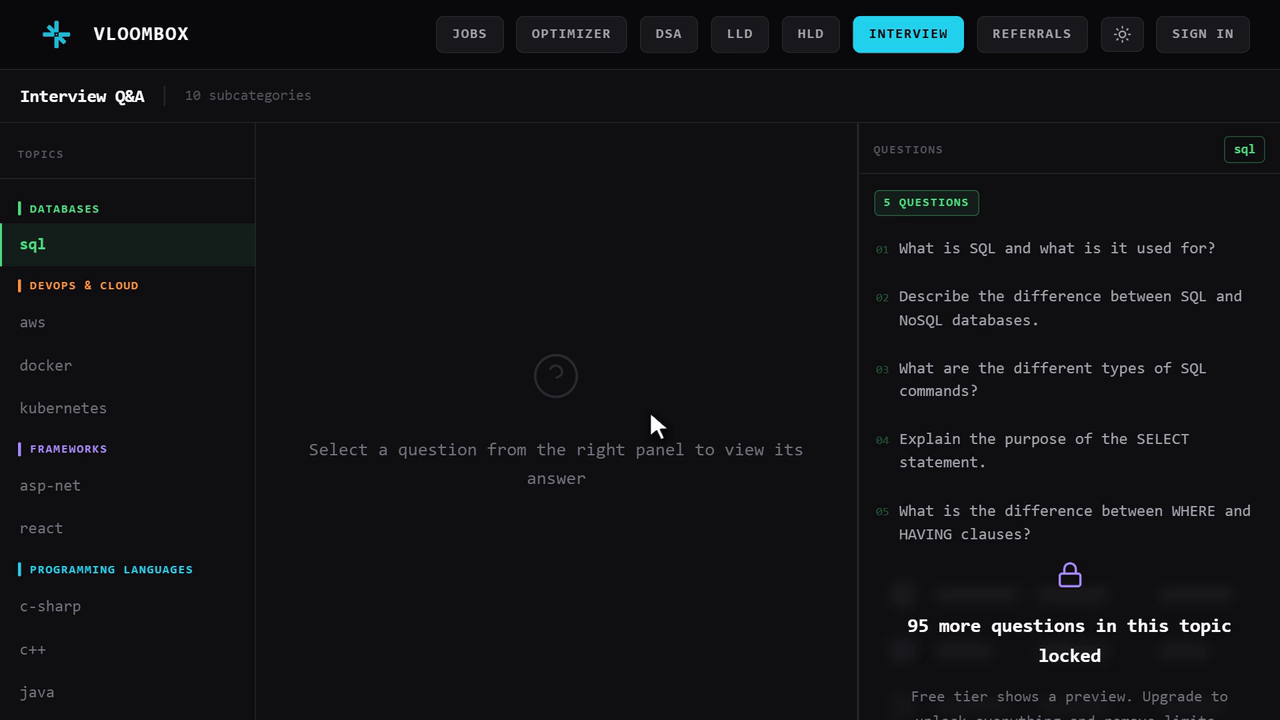 VLOOMBOX
JOBS
OPTIMIZER
DSA
LLD
HLD
INTERVIEW
REFERRALS
SIGN IN
Interview Q&A
10 subcategories
TOPICS
DATABASES
sql
DEVOPS & CLOUD
aws
docker
kubernetes
FRAMEWORKS
asp-net
react
PROGRAMMING LANGUAGES
c-sharp
c++
java
Select a question from the right panel to view its
answer
QUESTIONS
sql
5 QUESTIONS
01 What is SQL and what is it used for?
02 Describe the difference between SQL and
NoSQL databases.
03 What are the different types of SQL
commands?
04 Explain the purpose of the SELECT
statement.
05 What is the difference between WHERE and
HAVING clauses?
95 more questions in this topic
locked
Free tier shows a preview. Upgrade to
unlock everything and remove limits